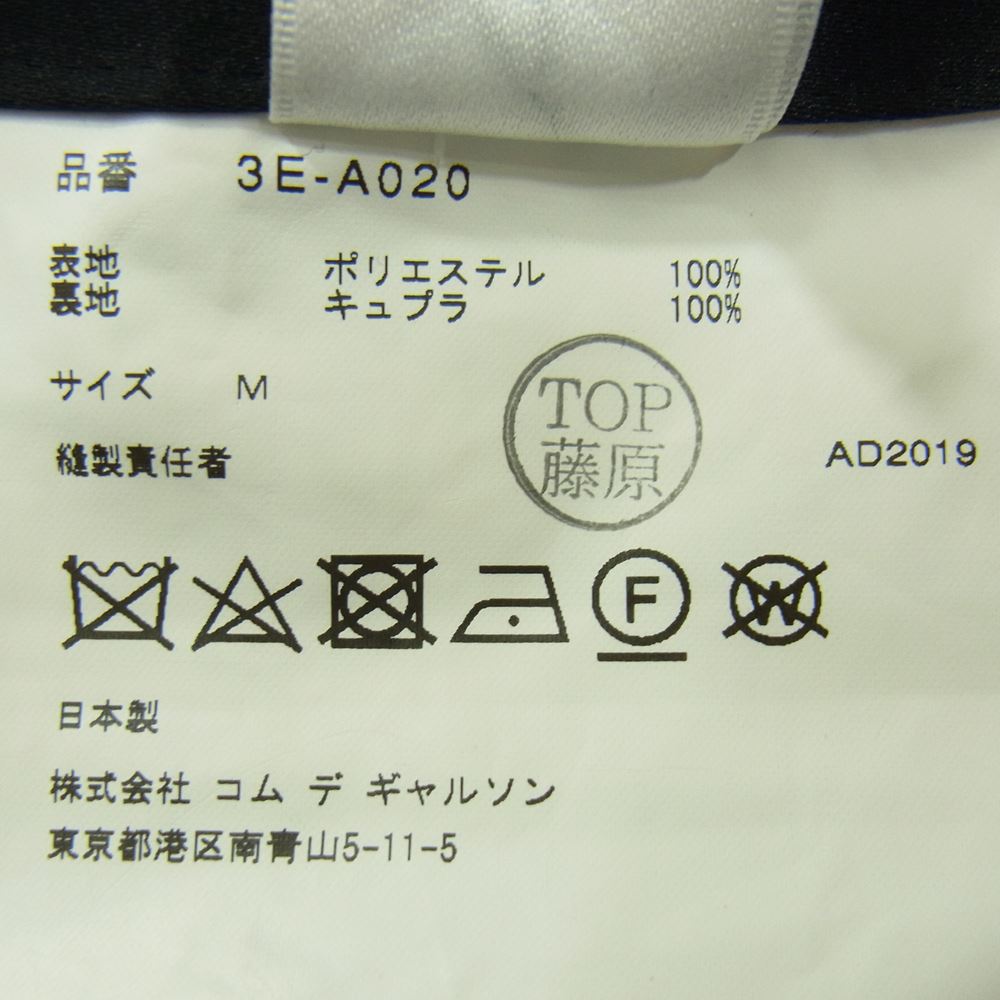 品番 3E-A020
表地 ポリエステル 100%
裏地 キュプラ 100%
サイズ M
TOP
藤原
縫製責任者
AD2019
F
W
日本製
株式会社 コム デ ギャルソン
東京都港区南青山5-11-5